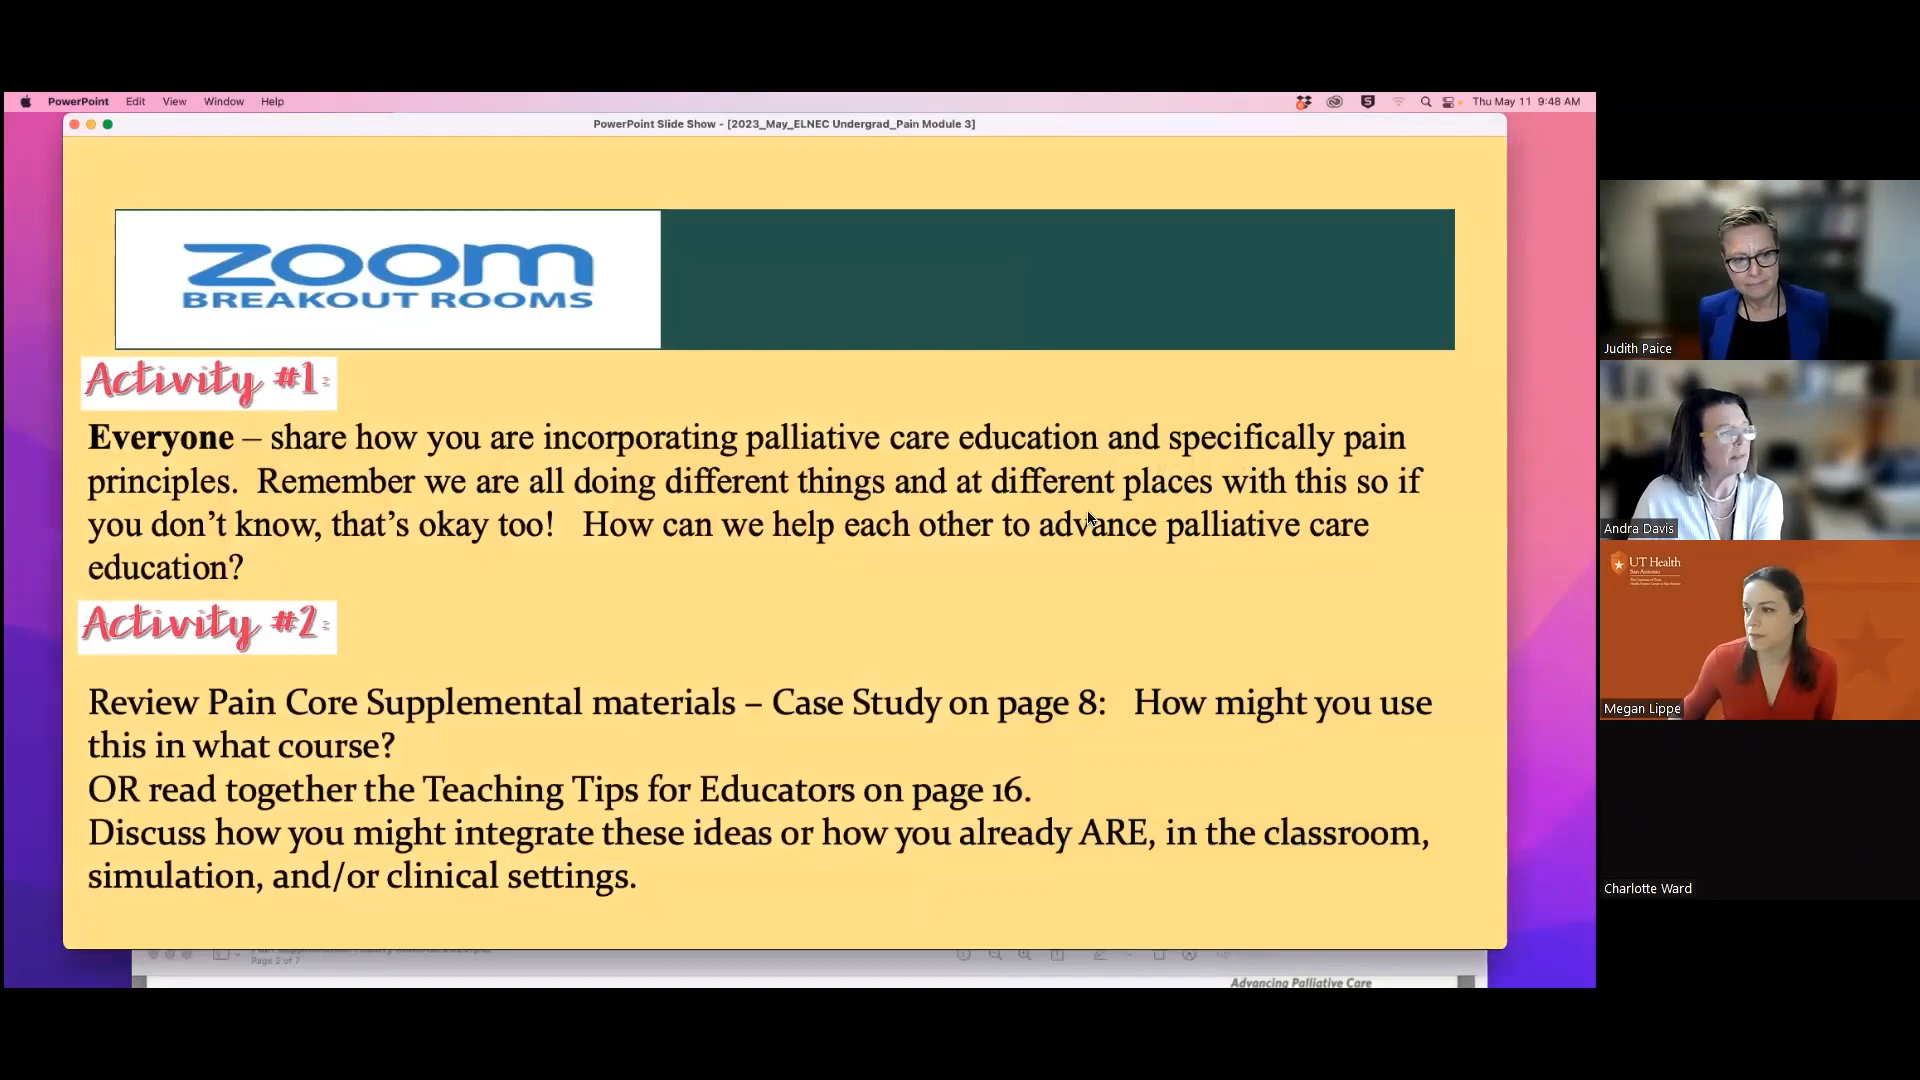 PowerPoint Edit View Window Help Thu May 11 9:48 AM
PowerPoint Slide Show - [2023_May_ELNEC Undergrad_Pain Module 3]
zoom
BREAKOUT ROOMS
Activity #1:
Everyone – share how you are incorporating palliative care education and specifically pain
principles.  Remember we are all doing different things and at different places with this so if
you don’t know, that’s okay too!   How can we help each other to advance palliative care
education?
Activity #2:
Review Pain Core Supplemental materials – Case Study on page 8:   How might you use
this in what course?
OR read together the Teaching Tips for Educators on page 16.
Discuss how you might integrate these ideas or how you already ARE, in the classroom,
simulation, and/or clinical settings.
Page 2 of 7
Advancing Palliative Care
Judith Paice
Andra Davis
UT Health
San Antonio
Megan Lippe
Charlotte Ward